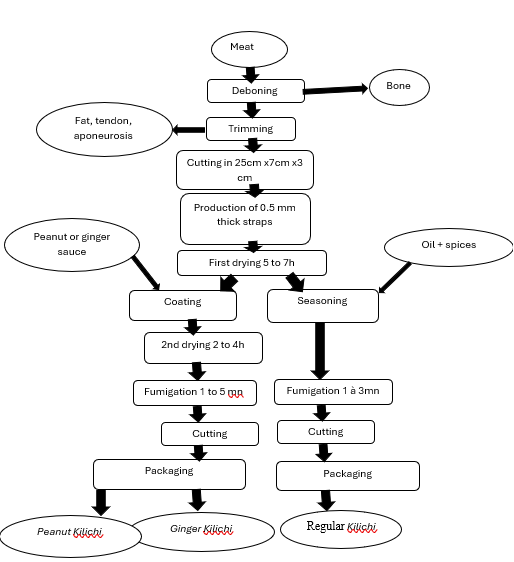 Meat
Deboning
Bone
Fat, tendon,
aponeurosis
Trimming
Cutting in 25cm x7cm x3
cm
Production of 0.5 mm
thick straps
Peanut or ginger
sauce
Oil + spices
First drying 5 to 7h
Coating
Seasoning
2nd drying 2 to 4h
Fumigation 1 to 5 mn
Fumigation 1 à 3mn
Cutting
Cutting
Packaging
Packaging
Peanut Kilichi
Ginger Kilichi
Regular Kilichi